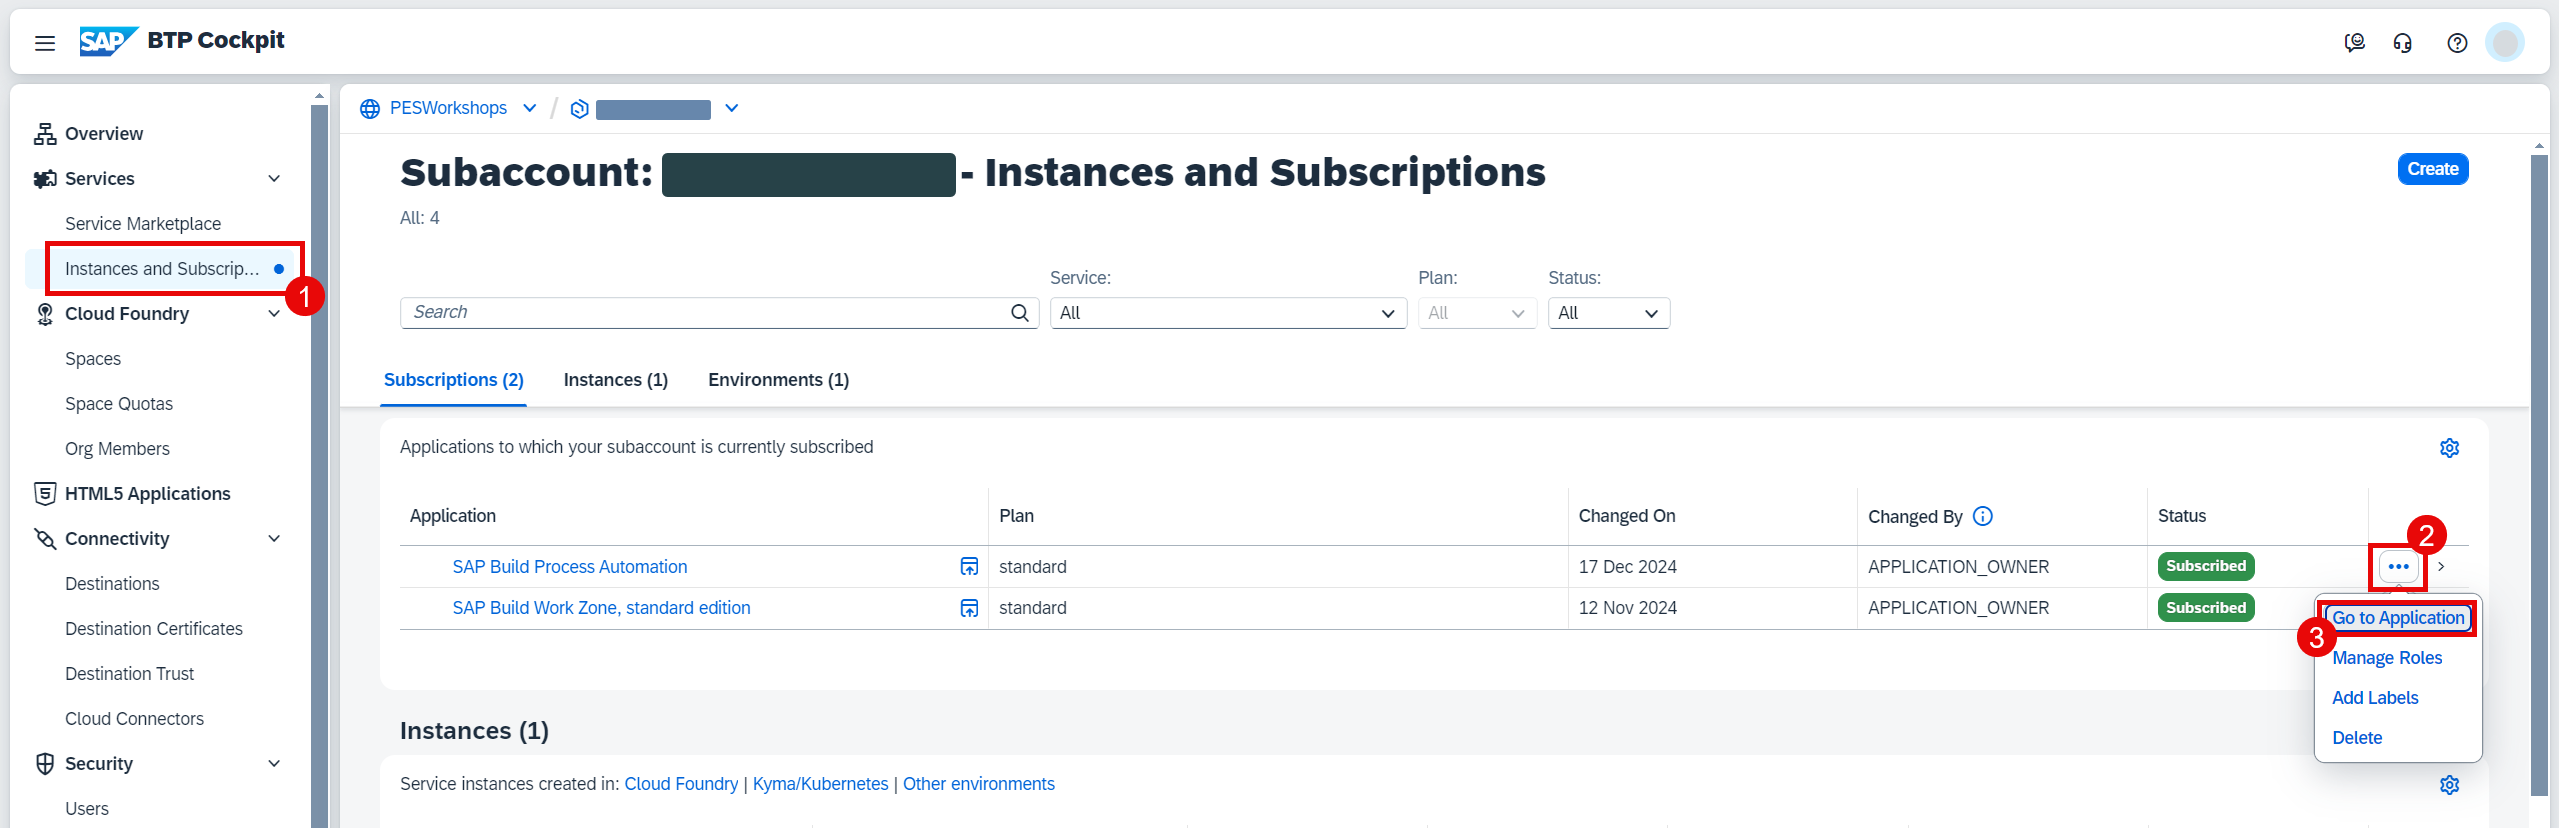 SAP BTP Cockpit
PESWorkshops /
Overview
Services
Service Marketplace
Instances and Subscrip...
1
Cloud Foundry
Spaces
Space Quotas
Org Members
HTML5 Applications
Connectivity
Destinations
Destination Certificates
Destination Trust
Cloud Connectors
Security
Users
Subaccount: - Instances and Subscriptions
Create
All: 4
Service: Plan: Status:
Search All All All
Subscriptions (2) Instances (1) Environments (1)
Applications to which your subaccount is currently subscribed
Application Plan Changed On Changed By Status
2
SAP Build Process Automation standard 17 Dec 2024 APPLICATION_OWNER Subscribed
SAP Build Work Zone, standard edition standard 12 Nov 2024 APPLICATION_OWNER Subscribed
Go to Application
3
Manage Roles
Add Labels
Delete
Instances (1)
Service instances created in: Cloud Foundry | Kyma/Kubernetes | Other environments